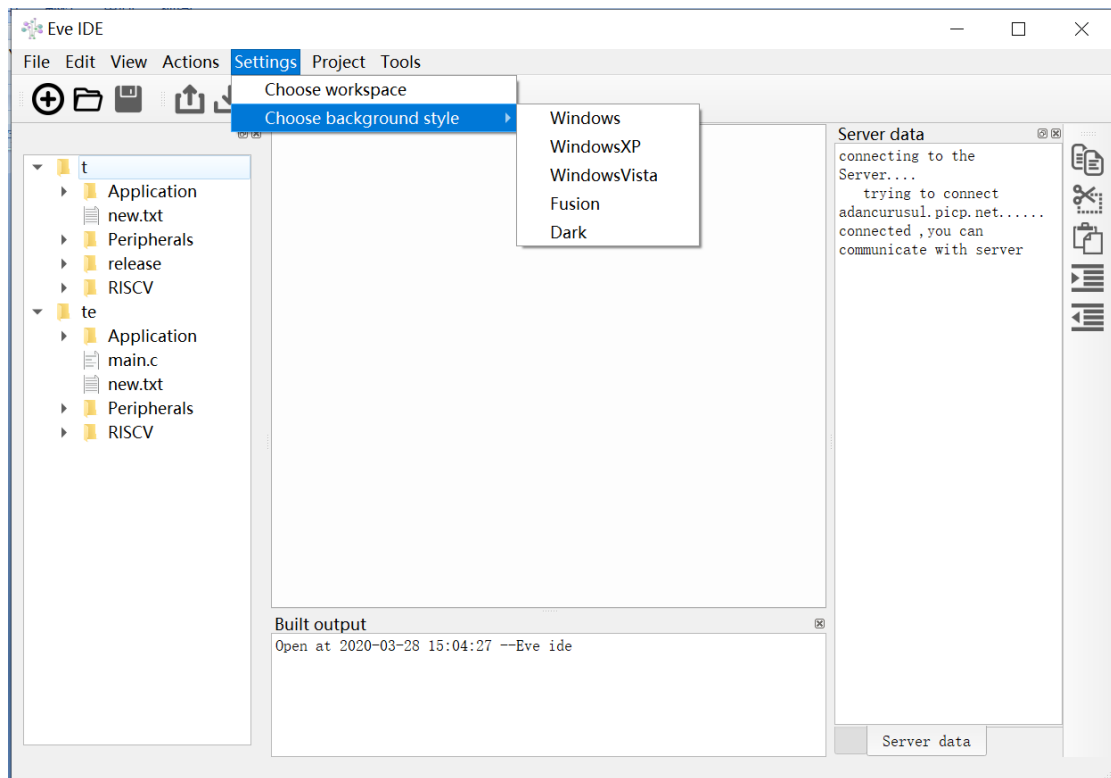 Eve IDE
File Edit View Actions Settings Project Tools
Choose workspace
Choose background style
Windows
WindowsXP
WindowsVista
Fusion
Dark
t
Application
new.txt
Peripherals
release
RISCV
te
Application
main.c
new.txt
Peripherals
RISCV
Built output
Open at 2020-03-28 15:04:27 --Eve ide
Server data
connecting to the
Server....
trying to connect
adancurusul.picp.net......
connected ,you can
communicate with server
Server data